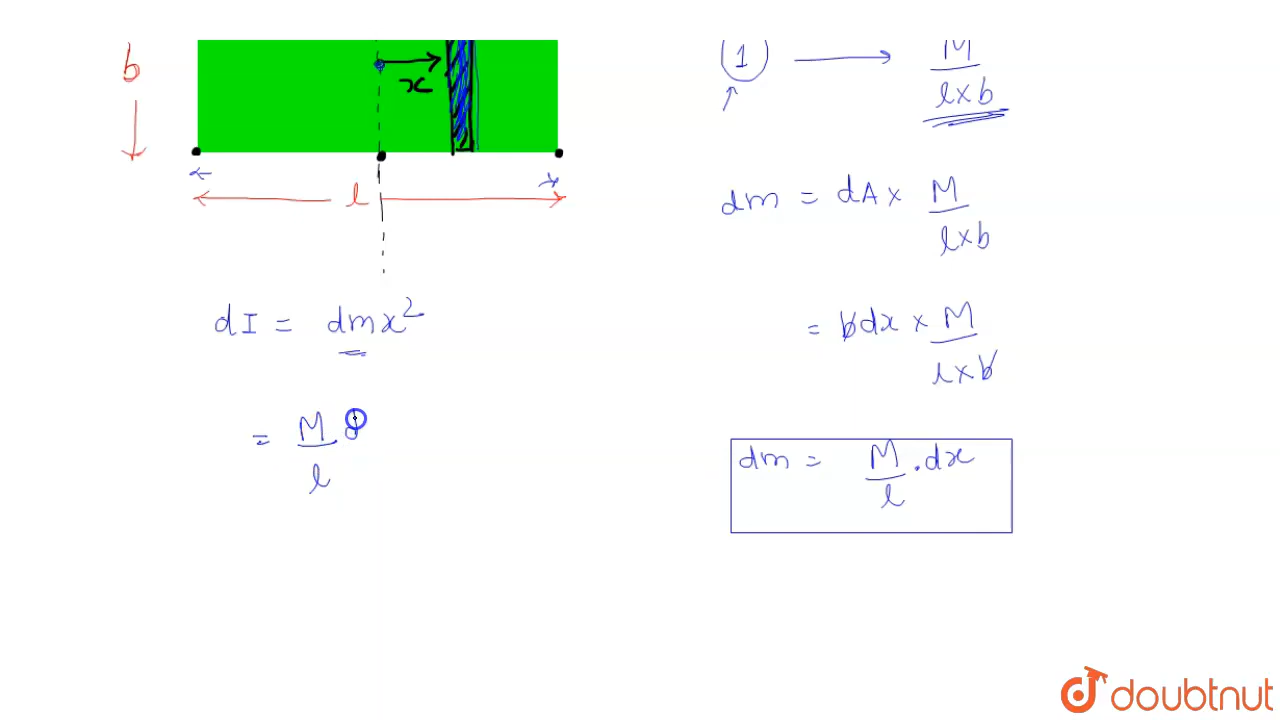 b
x
l
1 → M
l×b
dm = dA × M
l×b
dI = dmx²
= bdx × M
l×b
= M d
l
dm = M . dx
l
doubtnut